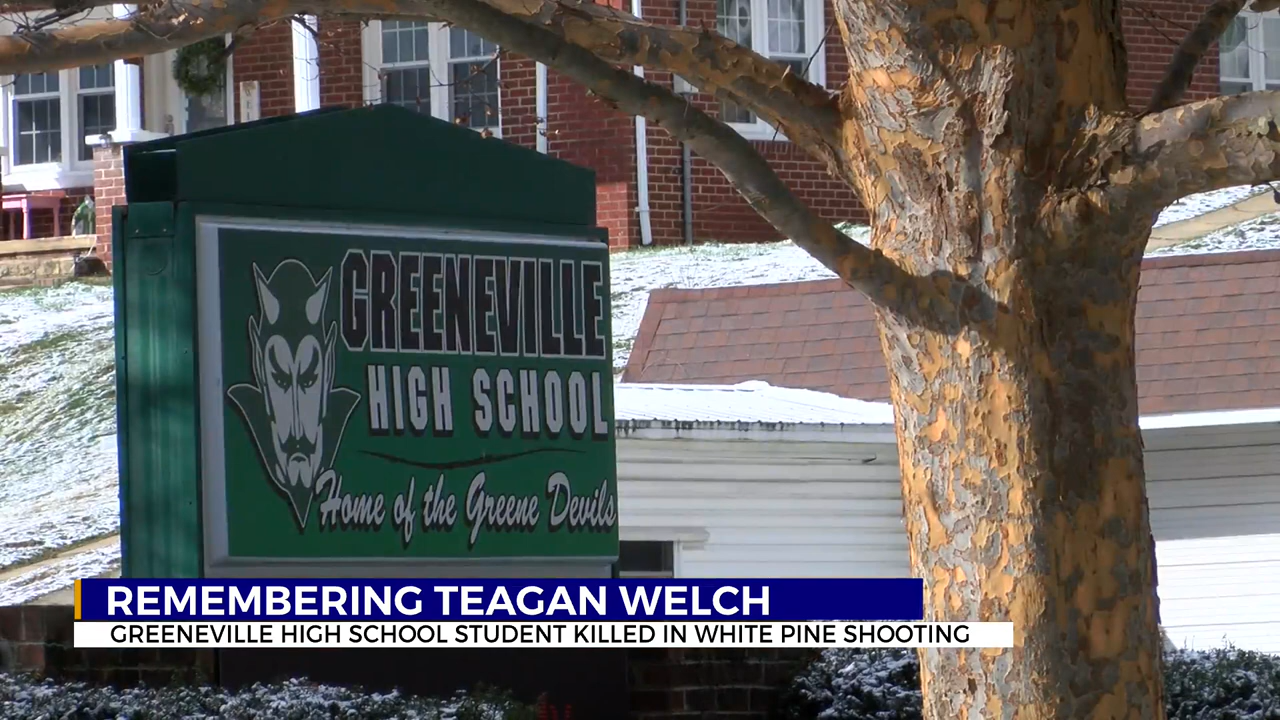 GREENEVILLE
HIGH SCHOOL
Home of the Greene Devils
REMEMBERING TEAGAN WELCH
GREENEVILLE HIGH SCHOOL STUDENT KILLED IN WHITE PINE SHOOTING